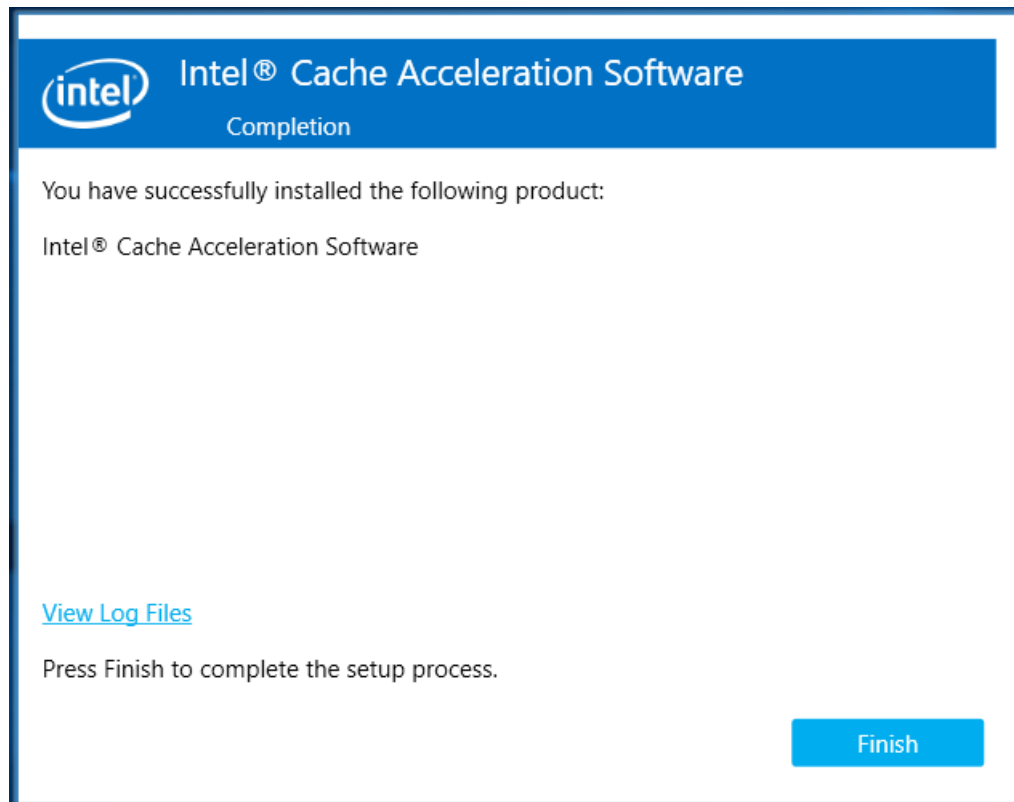 intel
Intel® Cache Acceleration Software
Completion
You have successfully installed the following product:
Intel® Cache Acceleration Software
View Log Files
Press Finish to complete the setup process.
Finish